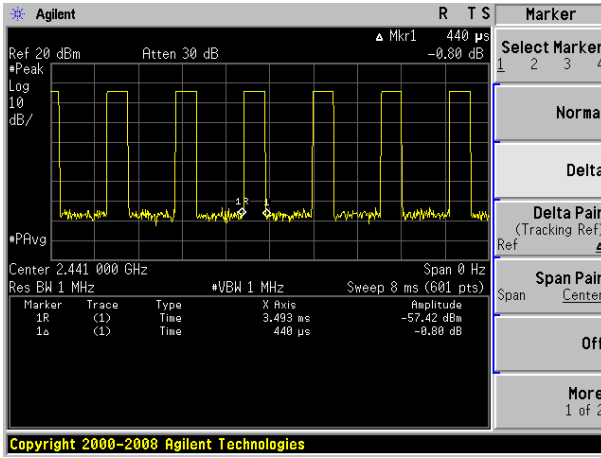 Agilent R T S Marker
Δ Mkr1 440 µs
Ref 20 dBm Atten 30 dB -0.80 dB
#Peak
Log
10
dB/
1R 1
#PAvg
Center 2.441 000 GHz Span 0 Hz
Res BW 1 MHz #VBW 1 MHz Sweep 8 ms (601 pts)
Marker Trace Type X Axis Amplitude
1R (1) Time 3.493 ms -57.42 dBm
1Δ (1) Time 440 µs -0.80 dB
Copyright 2000-2008 Agilent Technologies
Select Marker
1 2 3 4
Norma
Delta
Delta Pair
(Tracking Ref)
Ref Δ
Span Pair
Span Center
Off
More
1 of 2